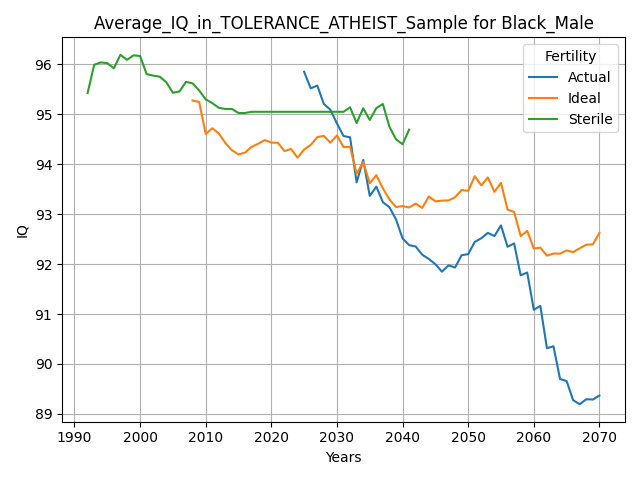 Average_IQ_in_TOLERANCE_ATHEIST_Sample for Black_Male
Fertility
Actual
Ideal
Sterile
IQ
96
95
94
93
92
91
90
89
1990 2000 2010 2020 2030 2040 2050 2060 2070
Years